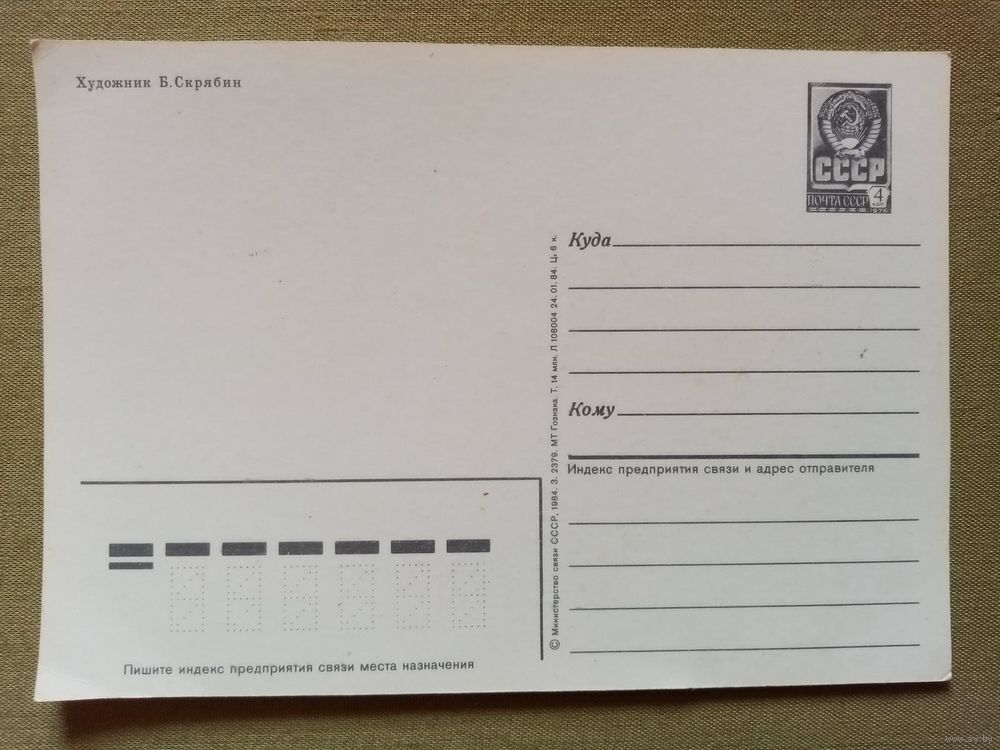 Художник Б.Скрябин
СССР
ПОЧТА СССР
4
КОП
1976
Куда
Кому
Индекс предприятия связи и адрес отправителя
© Министерство связи СССР, 1984. З. 2379. МТ Гознака. Т. 14 млн. Л 108004 24. 01. 84. Ц. 6 к.
Пишите индекс предприятия связи места назначения